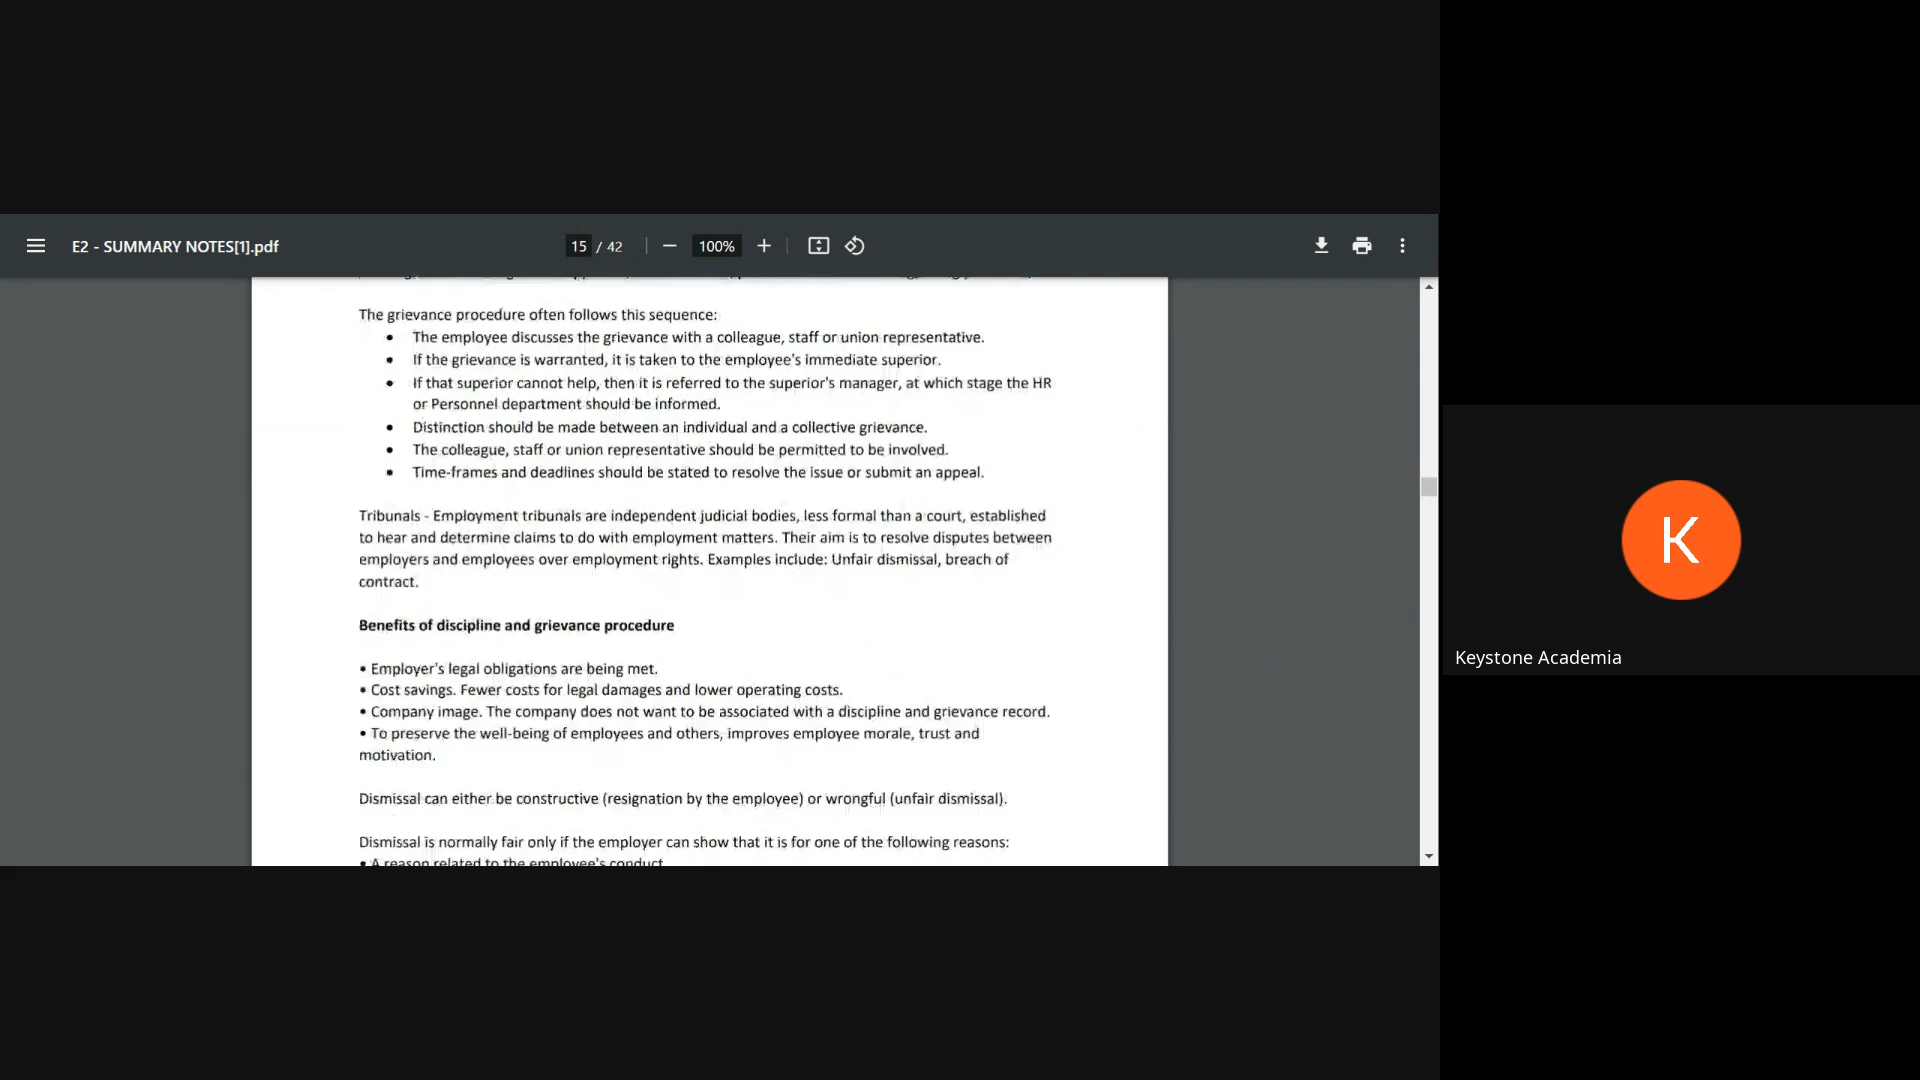 E2 - SUMMARY NOTES[1].pdf
15 / 42
100%
The grievance procedure often follows this sequence:
• The employee discusses the grievance with a colleague, staff or union representative.
• If the grievance is warranted, it is taken to the employee's immediate superior.
• If that superior cannot help, then it is referred to the superior's manager, at which stage the HR
or Personnel department should be informed.
• Distinction should be made between an individual and a collective grievance.
• The colleague, staff or union representative should be permitted to be involved.
• Time-frames and deadlines should be stated to resolve the issue or submit an appeal.
Tribunals - Employment tribunals are independent judicial bodies, less formal than a court, established
to hear and determine claims to do with employment matters. Their aim is to resolve disputes between
employers and employees over employment rights. Examples include: Unfair dismissal, breach of
contract.
Benefits of discipline and grievance procedure
• Employer's legal obligations are being met.
• Cost savings. Fewer costs for legal damages and lower operating costs.
• Company image. The company does not want to be associated with a discipline and grievance record.
• To preserve the well-being of employees and others, improves employee morale, trust and
motivation.
Dismissal can either be constructive (resignation by the employee) or wrongful (unfair dismissal).
Dismissal is normally fair only if the employer can show that it is for one of the following reasons:
• A reason related to the employee's conduct
K
Keystone Academia